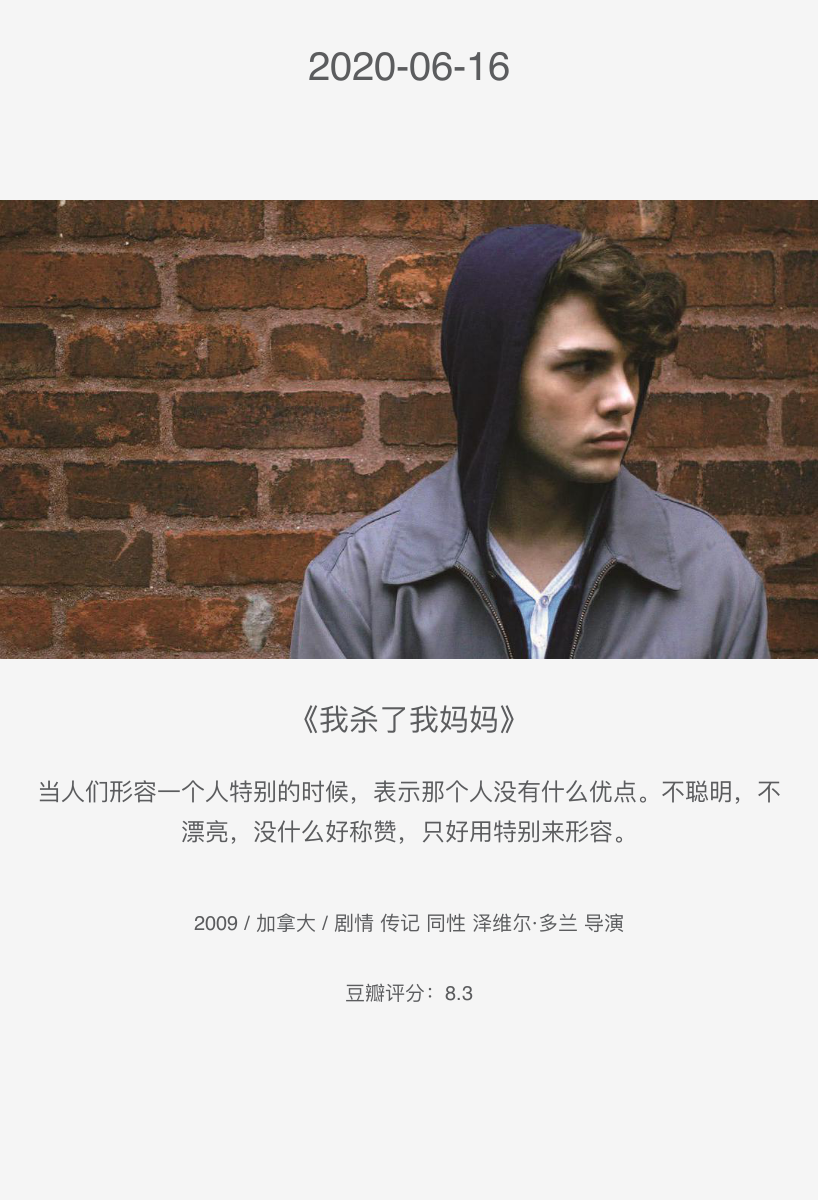 2020-06-16
《我杀了我妈妈》
当人们形容一个人特别的时候，表示那个人没有什么优点。不聪明，不
漂亮，没什么好称赞，只好用特别来形容。
2009 / 加拿大 / 剧情 传记 同性 泽维尔·多兰 导演
豆瓣评分：8.3